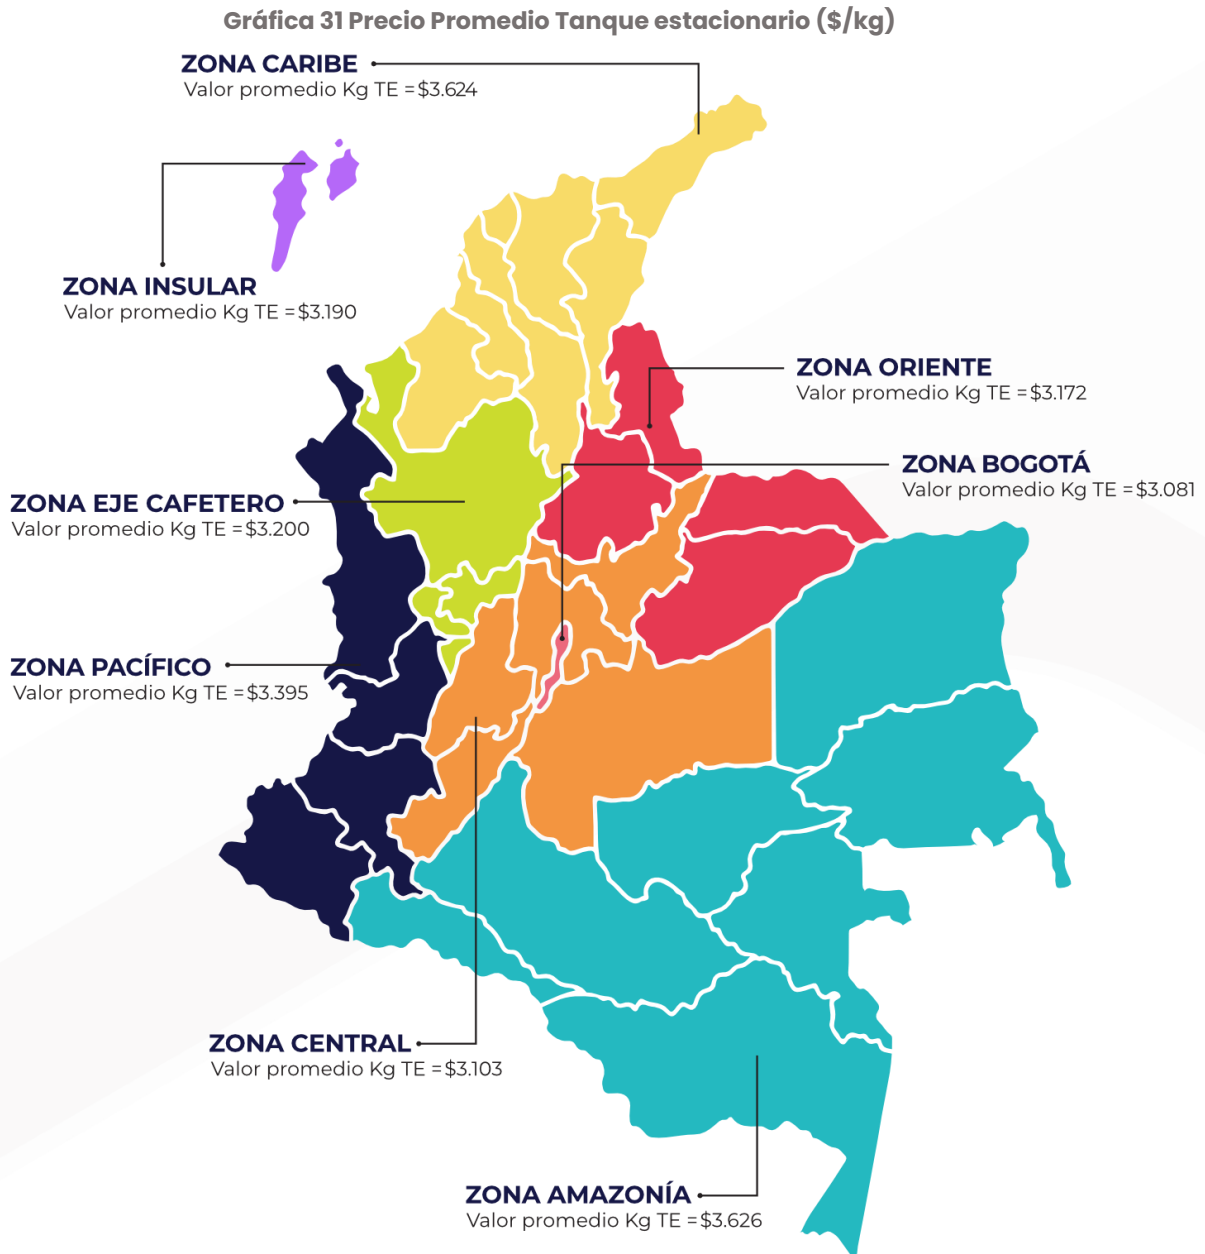 Gráfica 31 Precio Promedio Tanque estacionario ($/kg)
ZONA CARIBE
Valor promedio Kg TE =$3.624
ZONA INSULAR
Valor promedio Kg TE =$3.190
ZONA ORIENTE
Valor promedio Kg TE =$3.172
ZONA BOGOTÁ
Valor promedio Kg TE =$3.081
ZONA EJE CAFETERO
Valor promedio Kg TE =$3.200
ZONA PACÍFICO
Valor promedio Kg TE =$3.395
ZONA CENTRAL
Valor promedio Kg TE =$3.103
ZONA AMAZONÍA
Valor promedio Kg TE =$3.626